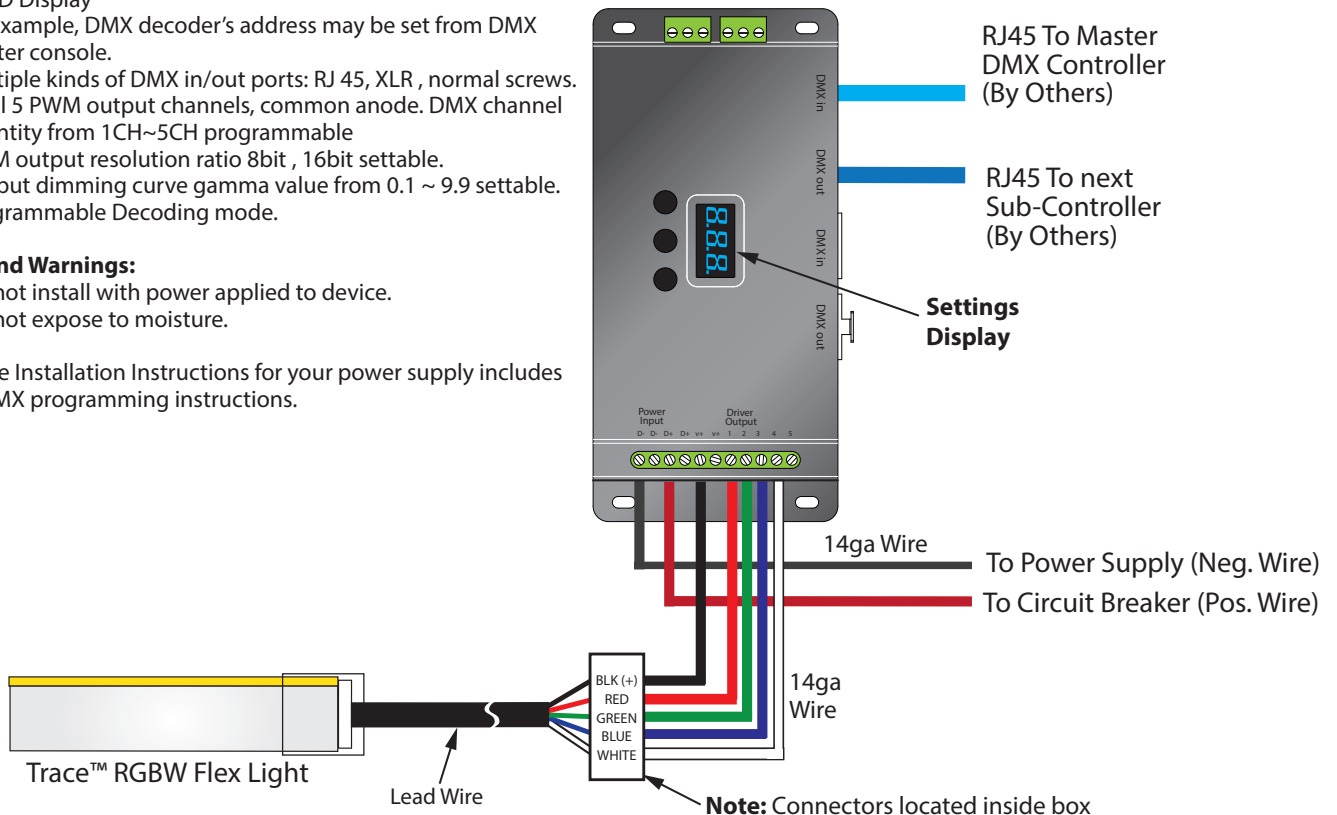 D Display
xample, DMX decoder's address may be set from DMX
ter console.
tiple kinds of DMX in/out ports: RJ 45, XLR , normal screws.
l 5 PWM output channels, common anode. DMX channel
ntity from 1CH~5CH programmable
M output resolution ratio 8bit , 16bit settable.
put dimming curve gamma value from 0.1 ~ 9.9 settable.
grammable Decoding mode.
nd Warnings:
not install with power applied to device.
not expose to moisture.
e Installation Instructions for your power supply includes
MX programming instructions.
DMX in
DMX out
DMX in
DMX out
8.8.8.
RJ45 To Master
DMX Controller
(By Others)
RJ45 To next
Sub-Controller
(By Others)
Settings
Display
Power
Input
Driver
Output
D- D- D+ D+ v+ v+ 1 2 3 4 5
14ga Wire
To Power Supply (Neg. Wire)
To Circuit Breaker (Pos. Wire)
BLK (+)
RED
GREEN
BLUE
WHITE
14ga
Wire
Trace™ RGBW Flex Light
Lead Wire
Note: Connectors located inside box